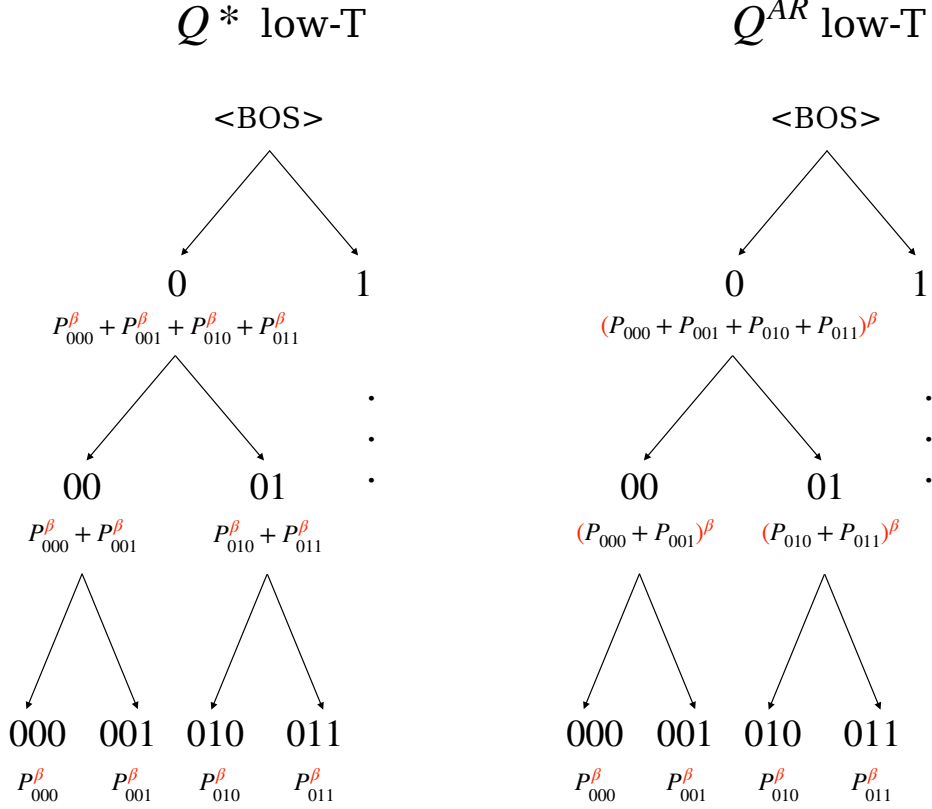 Q* low-T
<BOS>
0 1
P^β_000 + P^β_001 + P^β_010 + P^β_011
.
.
.
00 01
P^β_000 + P^β_001 P^β_010 + P^β_011
000 001 010 011
P^β_000 P^β_001 P^β_010 P^β_011
Q^AR low-T
<BOS>
0 1
(P_000 + P_001 + P_010 + P_011)^β
.
.
.
00 01
(P_000 + P_001)^β (P_010 + P_011)^β
000 001 010 011
P^β_000 P^β_001 P^β_010 P^β_011